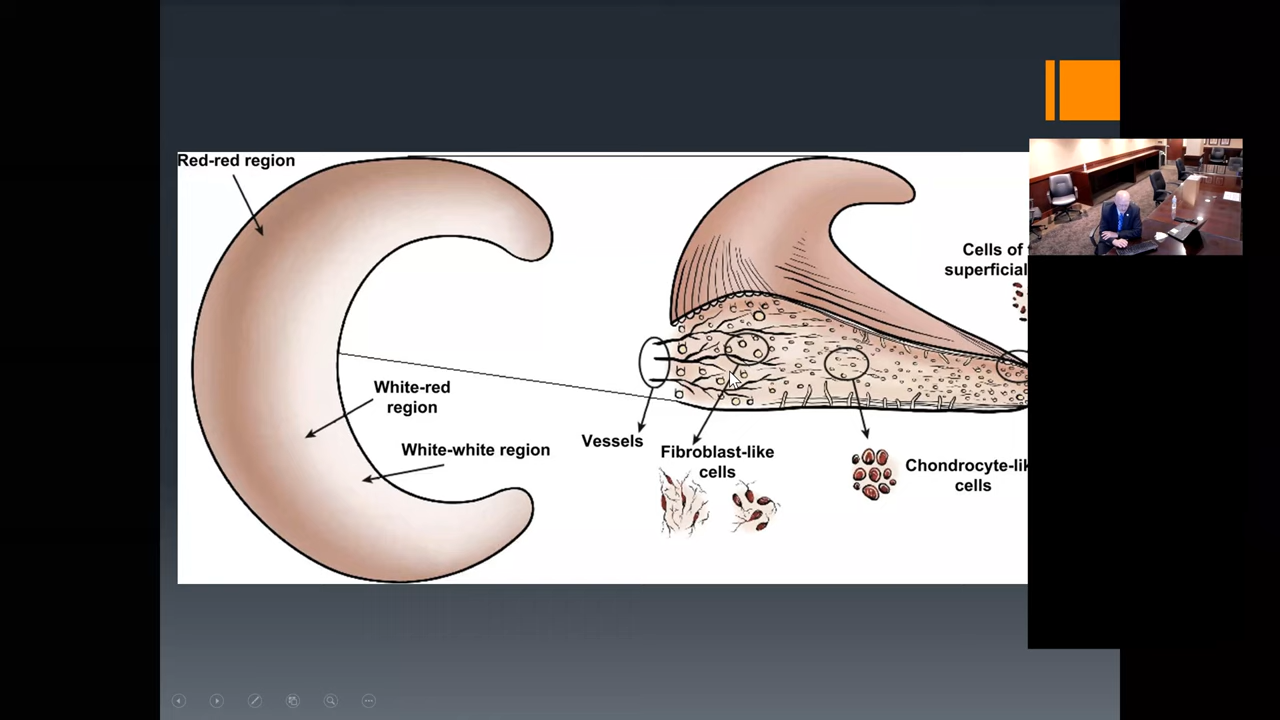 Red-red region
White-red
region
White-white region
Vessels
Fibroblast-like
cells
Cells of
superficial
Chondrocyte-lik
cells